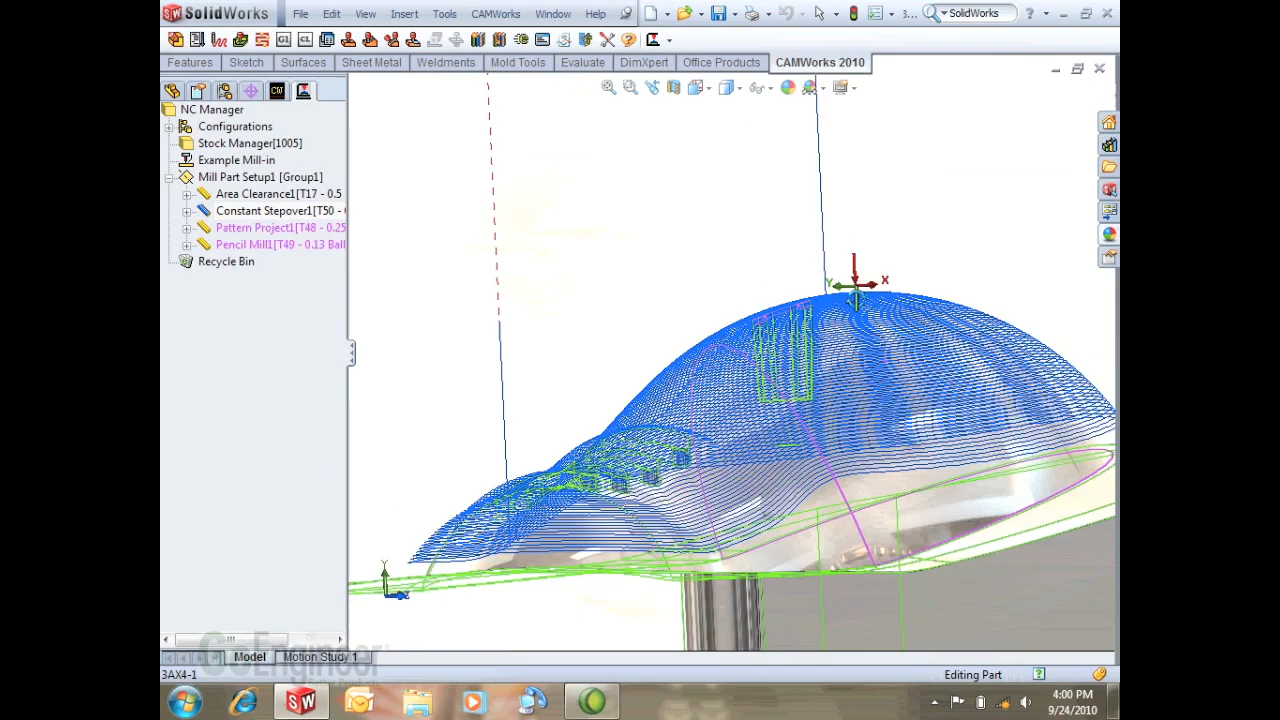 SolidWorks File Edit View Insert Tools CAMWorks Window Help 3... SolidWorks
Features Sketch Surfaces Sheet Metal Weldments Mold Tools Evaluate DimXpert Office Products CAMWorks 2010
NC Manager
Configurations
Stock Manager[1005]
Example Mill-in
Mill Part Setup1 [Group1]
Area Clearance1[T17 - 0.5
Constant Stepover1[T50 -
Pattern Project1[T48 - 0.25
Pencil Mill1[T49 - 0.13 Ball
Recycle Bin
Y X
Y
GoEngineer
Model Motion Study 1
3AX4-1 Editing Part
4:00 PM
9/24/2010